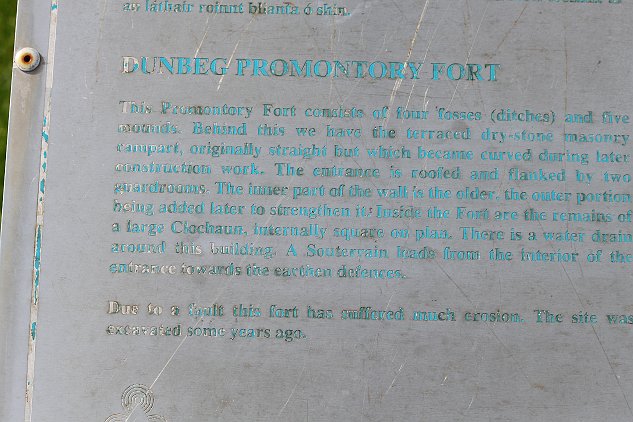 an láthair roinnt blianta ó shin.
DUNBEG PROMONTORY FORT
This Promontory Fort consists of four fosses (ditches) and five
mounds. Behind this we have the terraced dry-stone masonry
rampart, originally straight but which became curved during later
construction work. The entrance is roofed and flanked by two
guardrooms. The inner part of the wall is the older, the outer portion
being added later to strengthen it. Inside the Fort are the remains of
a large Clochaun, internally square on plan. There is a water drain
around this building. A Souterrain leads from the interior of the
entrance towards the earthen defences.
Due to a fault this fort has suffered much erosion. The site was
excavated some years ago.